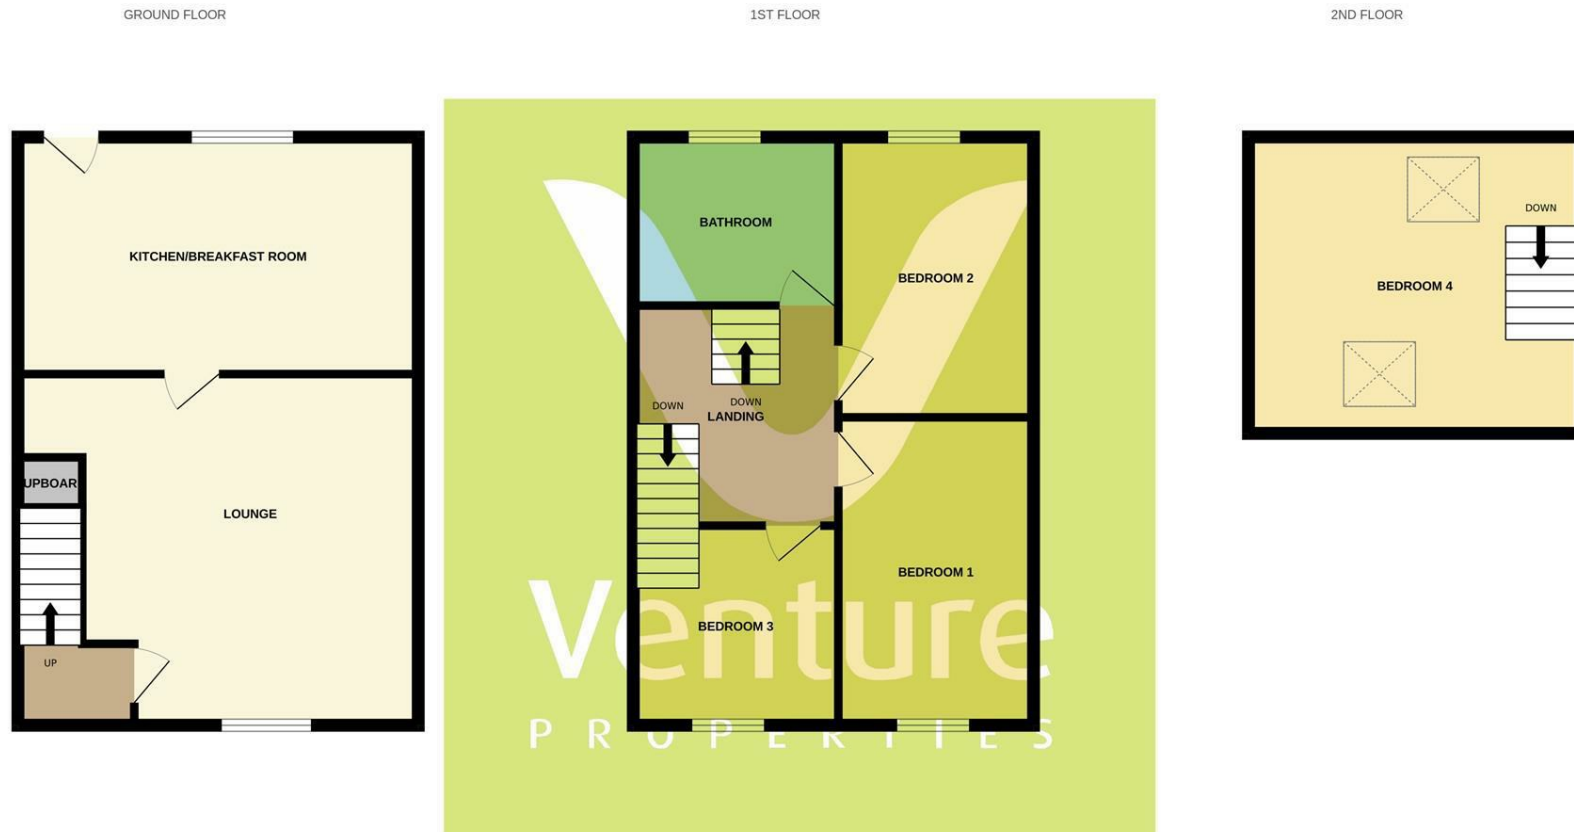 GROUND FLOOR
1ST FLOOR
2ND FLOOR
KITCHEN/BREAKFAST ROOM
UPBOAR
LOUNGE
UP
BATHROOM
BEDROOM 2
DOWN
DOWN
LANDING
BEDROOM 1
BEDROOM 3
Venture
PROPERTIES
DOWN
BEDROOM 4